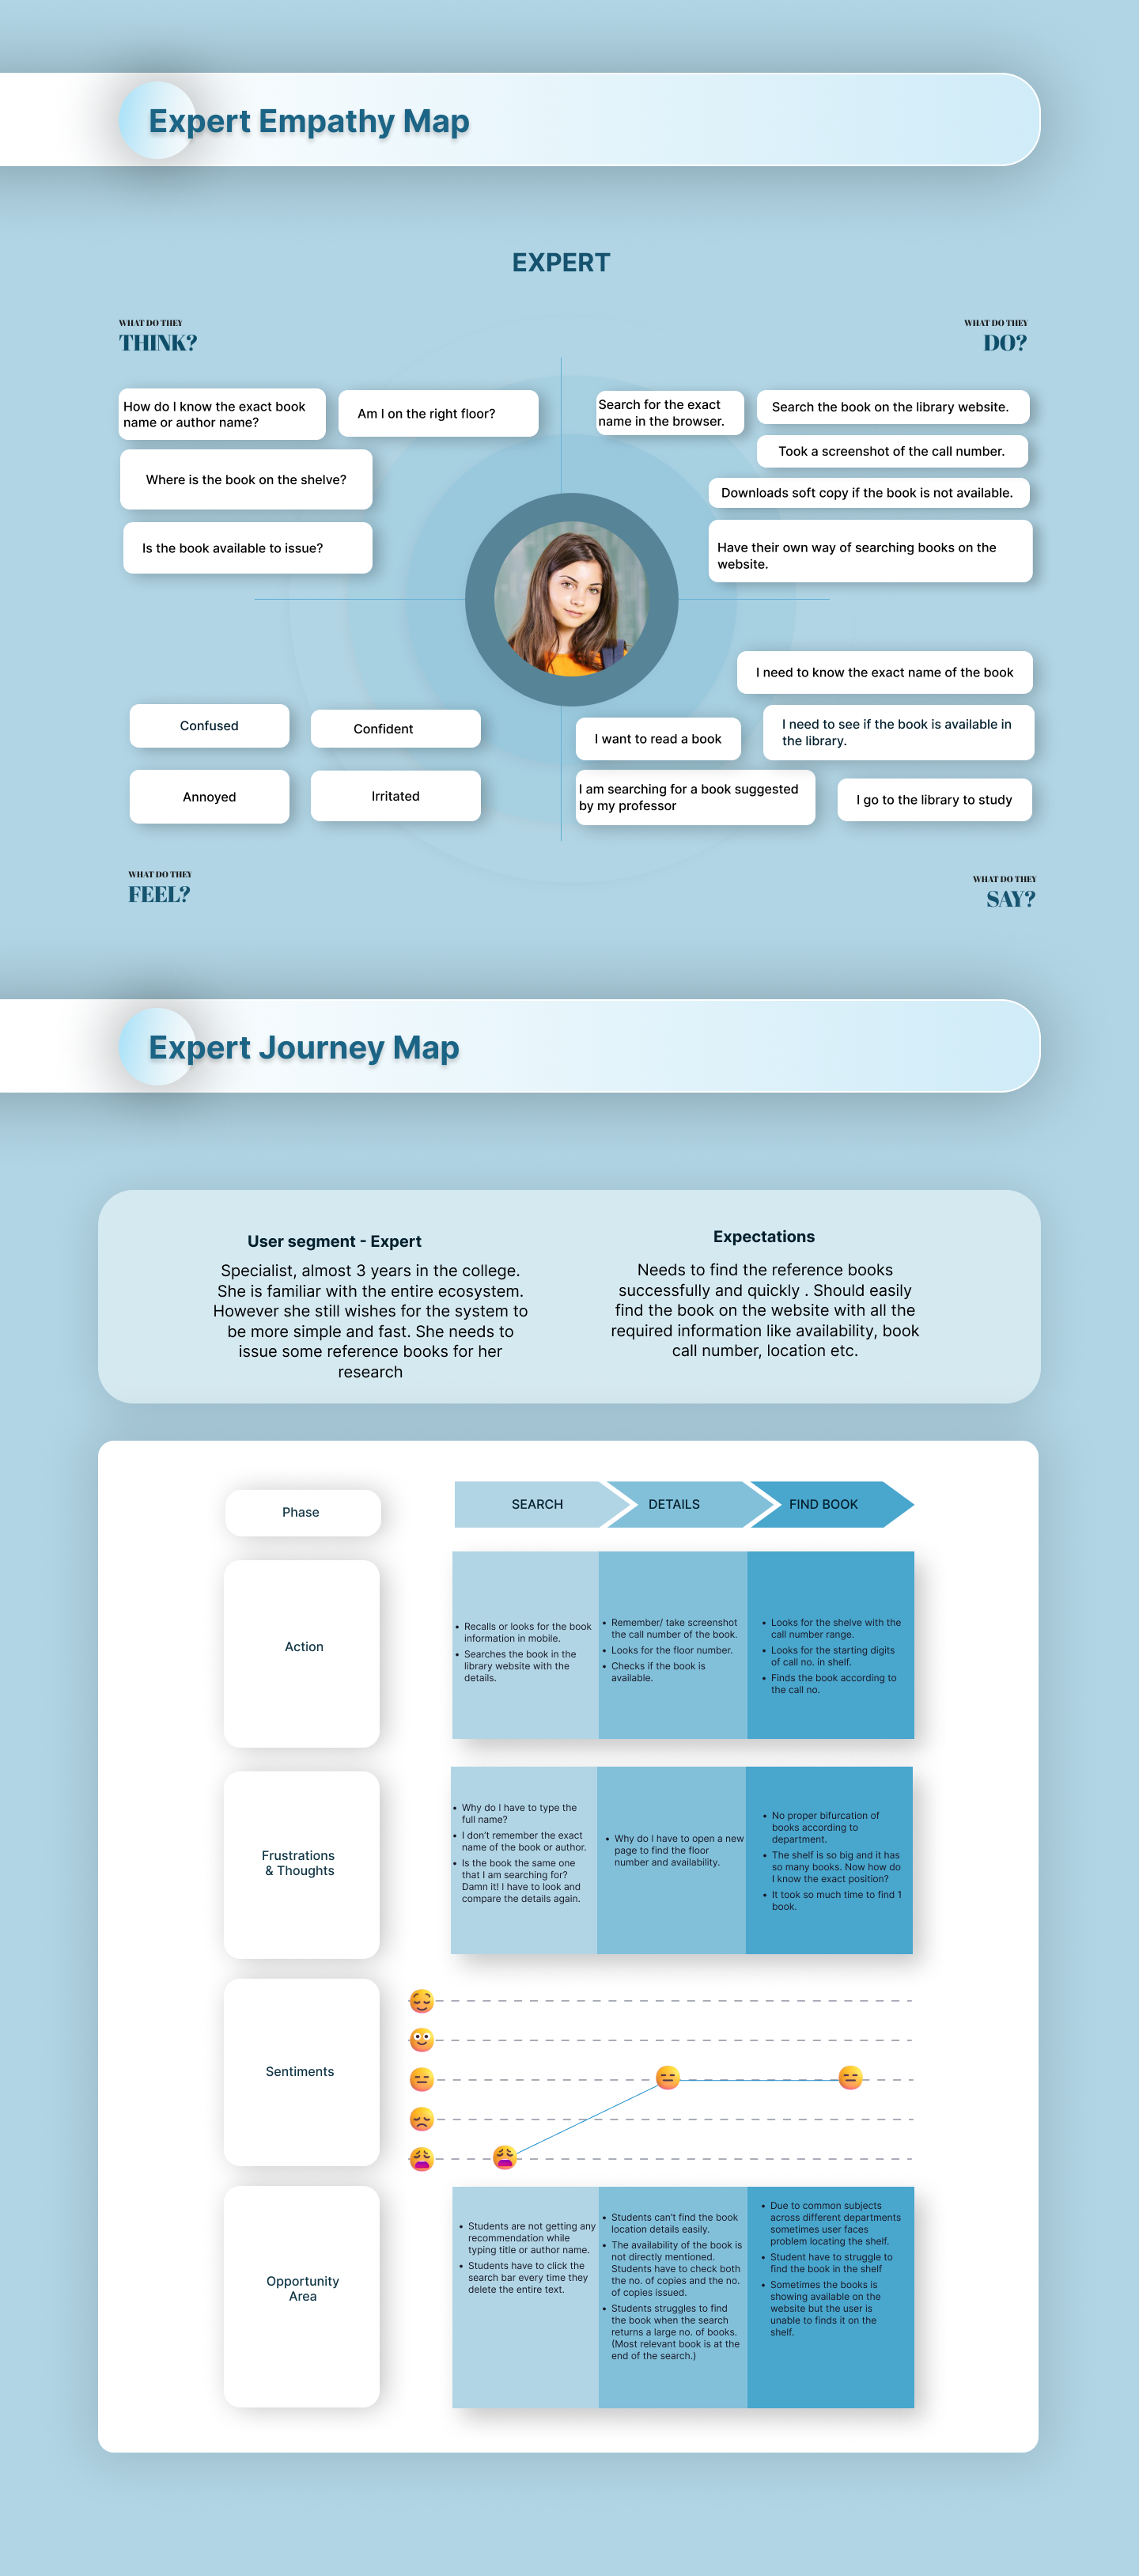 Expert Empathy Map
EXPERT
WHAT DO THEY
THINK?
WHAT DO THEY
DO?
How do I know the exact book
name or author name?
Am I on the right floor?
Where is the book on the shelve?
Is the book available to issue?
Search for the exact
name in the browser.
Search the book on the library website.
Took a screenshot of the call number.
Downloads soft copy if the book is not available.
Have their own way of searching books on the
website.
Confused
Confident
Annoyed
Irritated
I need to know the exact name of the book
I want to read a book
I need to see if the book is available in
the library.
I am searching for a book suggested
by my professor
I go to the library to study
WHAT DO THEY
FEEL?
WHAT DO THEY
SAY?
Expert Journey Map
User segment - Expert
Specialist, almost 3 years in the college.
She is familiar with the entire ecosystem.
However she still wishes for the system to
be more simple and fast. She needs to
issue some reference books for her
research
Expectations
Needs to find the reference books
successfully and quickly . Should easily
find the book on the website with all the
required information like availability, book
call number, location etc.
Phase
SEARCH
DETAILS
FIND BOOK
Action
• Recalls or looks for the book
information in mobile.
• Searches the book in the
library website with the
details.
• Remember/ take screenshot
the call number of the book.
• Looks for the floor number.
• Checks if the book is
available.
• Looks for the shelve with the
call number range.
• Looks for the starting digits
of call no. in shelf.
• Finds the book according to
the call no.
Frustrations
& Thoughts
• Why do I have to type the
full name?
• I don't remember the exact
name of the book or author.
• Is the book the same one
that I am searching for?
Damn it! I have to look and
compare the details again.
• Why do I have to open a new
page to find the floor
number and availability.
• No proper bifurcation of
books according to
department.
• The shelf is so big and it has
so many books. Now how do
I know the exact position?
• It took so much time to find 1
book.
Sentiments
Opportunity
Area
• Students are not getting any
recommendation while
typing title or author name.
• Students have to click the
search bar every time they
delete the entire text.
• Students can't find the book
location details easily.
• The availability of the book is
not directly mentioned.
Students have to check both
the no. of copies and the no.
of copies issued.
• Students struggles to find
the book when the search
returns a large no. of books.
(Most relevant book is at the
end of the search.)
• Due to common subjects
across different departments
sometimes user faces
problem locating the shelf.
• Student have to struggle to
find the book in the shelf
• Sometimes the books is
showing available on the
website but the user is
unable to finds it on the
shelf.